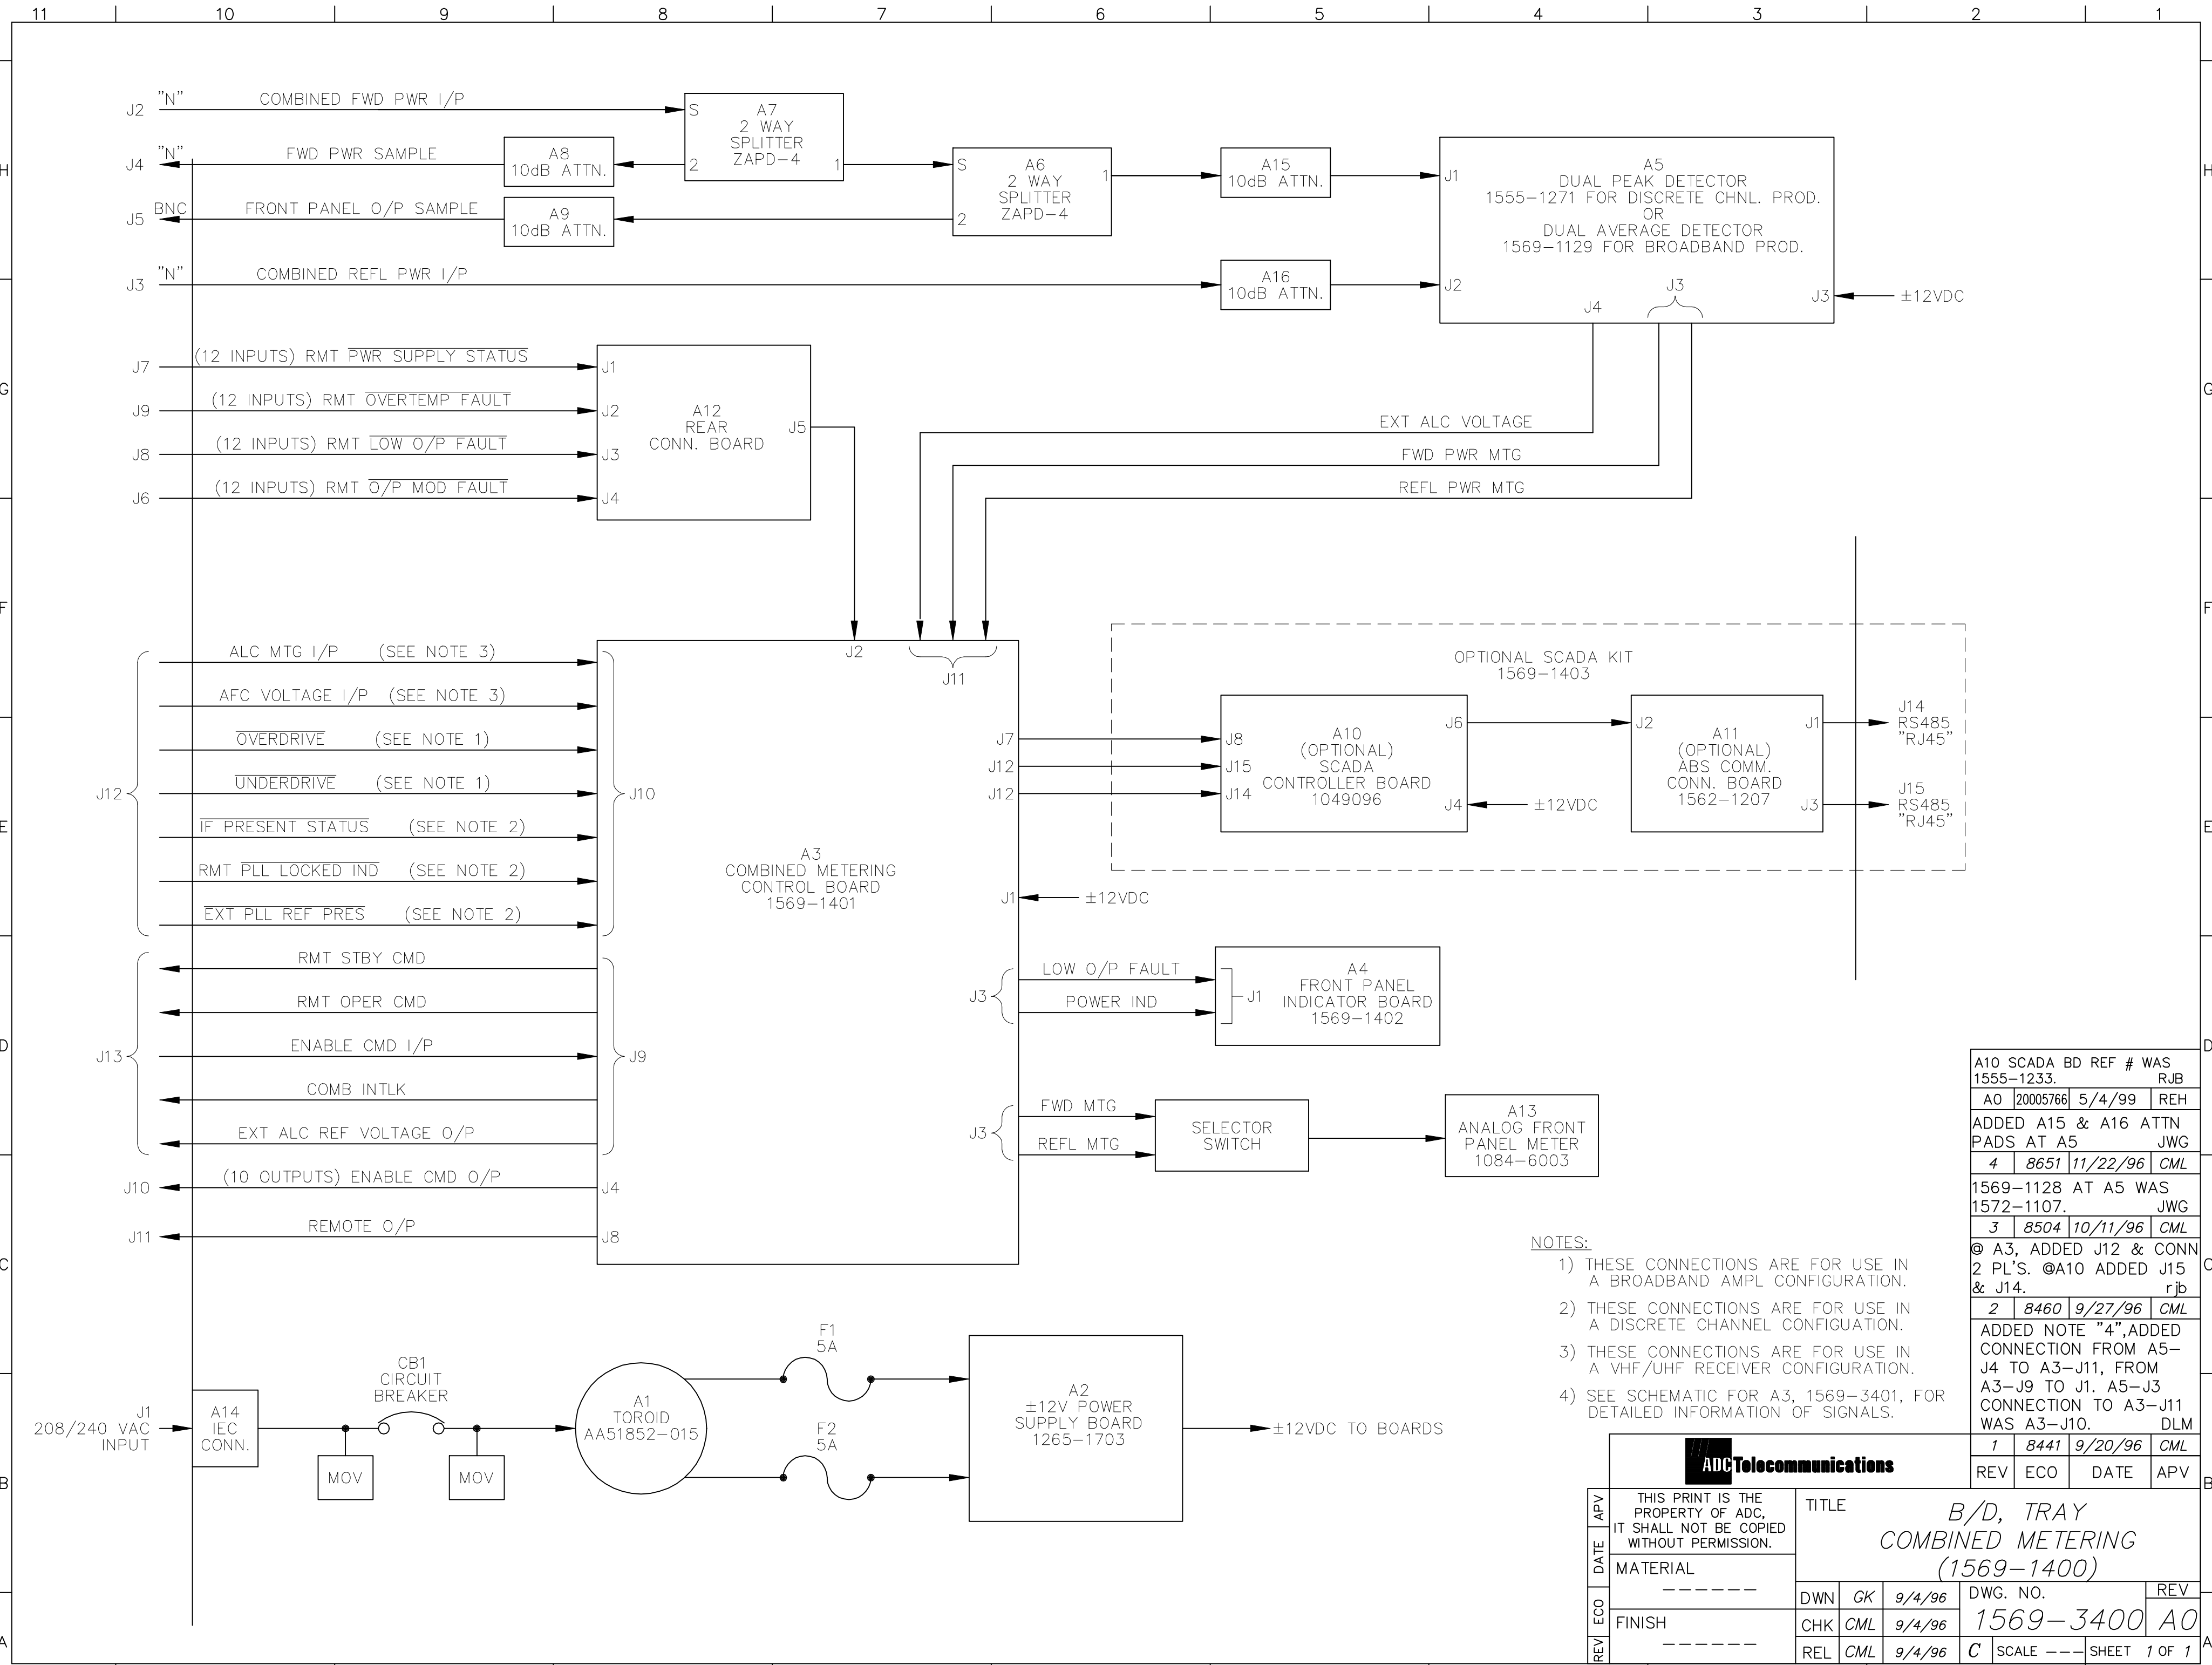 11 10 9 8 7 6 5 4 3 2 1
H
G
F
E
D
C
B
A
H
G
F
E
D
C
B
A
J2 "N" COMBINED FWD PWR I/P
S
A7
2 WAY
SPLITTER
ZAPD-4
2
1
J4 "N" FWD PWR SAMPLE
A8
10dB ATTN.
J5 BNC FRONT PANEL O/P SAMPLE
A9
10dB ATTN.
S
A6
2 WAY
SPLITTER
ZAPD-4
1
2
A15
10dB ATTN.
J3 "N" COMBINED REFL PWR I/P
A16
10dB ATTN.
J1
A5
DUAL PEAK DETECTOR
1555-1271 FOR DISCRETE CHNL. PROD.
OR
DUAL AVERAGE DETECTOR
1569-1129 FOR BROADBAND PROD.
J2
J4
J3
J3
±12VDC
J7 (12 INPUTS) RMT PWR SUPPLY STATUS J1
J9 (12 INPUTS) RMT OVERTEMP FAULT J2
J8 (12 INPUTS) RMT LOW O/P FAULT J3
J6 (12 INPUTS) RMT O/P MOD FAULT J4
A12
REAR
CONN. BOARD
J5
EXT ALC VOLTAGE
FWD PWR MTG
REFL PWR MTG
J12
ALC MTG I/P (SEE NOTE 3)
AFC VOLTAGE I/P (SEE NOTE 3)
OVERDRIVE (SEE NOTE 1)
UNDERDRIVE (SEE NOTE 1)
IF PRESENT STATUS (SEE NOTE 2)
RMT PLL LOCKED IND (SEE NOTE 2)
EXT PLL REF PRES (SEE NOTE 2)
J10
J13
RMT STBY CMD
RMT OPER CMD
ENABLE CMD I/P
COMB INTLK
EXT ALC REF VOLTAGE O/P
J9
J10 (10 OUTPUTS) ENABLE CMD O/P J4
J11 REMOTE O/P J8
J2
J11
A3
COMBINED METERING
CONTROL BOARD
1569-1401
J7
J12
J12
J1 ±12VDC
J3
J3
OPTIONAL SCADA KIT
1569-1403
J8
J15
J14
A10
(OPTIONAL)
SCADA
CONTROLLER BOARD
1049096
J6
J4 ±12VDC
J2
A11
(OPTIONAL)
ABS COMM.
CONN. BOARD
1562-1207
J1
J3
J14
RS485
"RJ45"
J15
RS485
"RJ45"
LOW O/P FAULT
POWER IND
J1
A4
FRONT PANEL
INDICATOR BOARD
1569-1402
FWD MTG
REFL MTG
SELECTOR
SWITCH
A13
ANALOG FRONT
PANEL METER
1084-6003
J1
208/240 VAC
INPUT
A14
IEC
CONN.
MOV
CB1
CIRCUIT
BREAKER
MOV
A1
TOROID
AA51852-015
F1
5A
F2
5A
A2
±12V POWER
SUPPLY BOARD
1265-1703
±12VDC TO BOARDS
NOTES:
1) THESE CONNECTIONS ARE FOR USE IN
A BROADBAND AMPL CONFIGURATION.
2) THESE CONNECTIONS ARE FOR USE IN
A DISCRETE CHANNEL CONFIGUATION.
3) THESE CONNECTIONS ARE FOR USE IN
A VHF/UHF RECEIVER CONFIGURATION.
4) SEE SCHEMATIC FOR A3, 1569-3401, FOR
DETAILED INFORMATION OF SIGNALS.
A10 SCADA BD REF # WAS
1555-1233. RJB
A0 20005766 5/4/99 REH
ADDED A15 & A16 ATTN
PADS AT A5 JWG
4 8651 11/22/96 CML
1569-1128 AT A5 WAS
1572-1107. JWG
3 8504 10/11/96 CML
@ A3, ADDED J12 & CONN
2 PL'S. @A10 ADDED J15
& J14. rjb
2 8460 9/27/96 CML
ADDED NOTE "4",ADDED
CONNECTION FROM A5-
J4 TO A3-J11, FROM
A3-J9 TO J1. A5-J3
CONNECTION TO A3-J11
WAS A3-J10. DLM
1 8441 9/20/96 CML
REV ECO DATE APV
ADC Telecommunications
REV ECO DATE APV
THIS PRINT IS THE
PROPERTY OF ADC,
IT SHALL NOT BE COPIED
WITHOUT PERMISSION.
MATERIAL
------
FINISH
------
TITLE
B/D, TRAY
COMBINED METERING
(1569-1400)
DWN GK 9/4/96
CHK CML 9/4/96
REL CML 9/4/96
DWG. NO.
1569-3400
REV
A0
C SCALE --- SHEET 1 OF 1